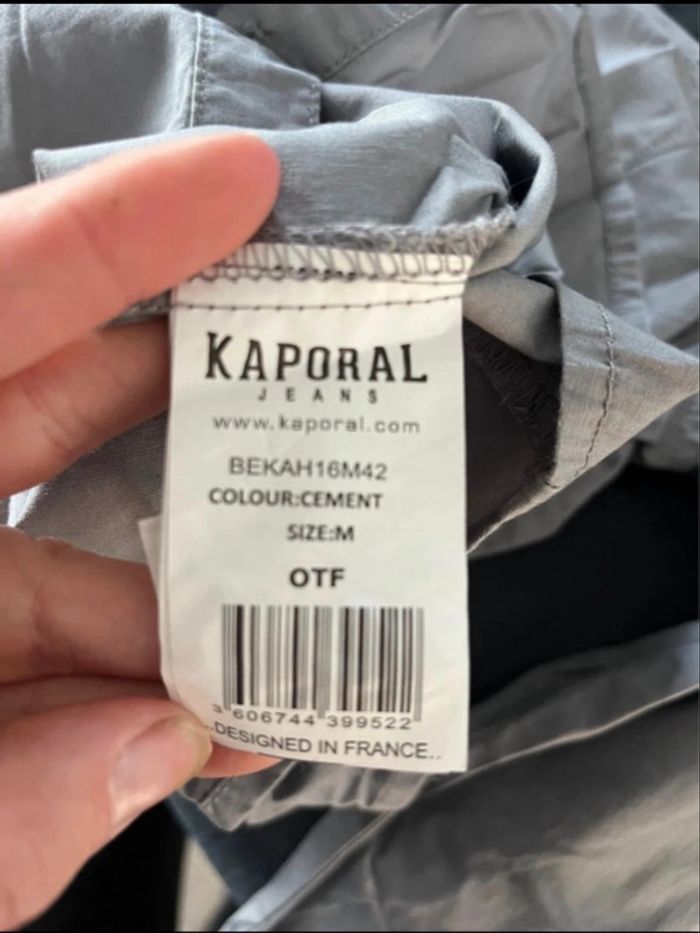 KAPORAL
JEANS
www.kaporal.com
BEKAH16M42
COLOUR:CEMENT
SIZE:M
OTF
3 606744 399522
..DESIGNED IN FRANCE..